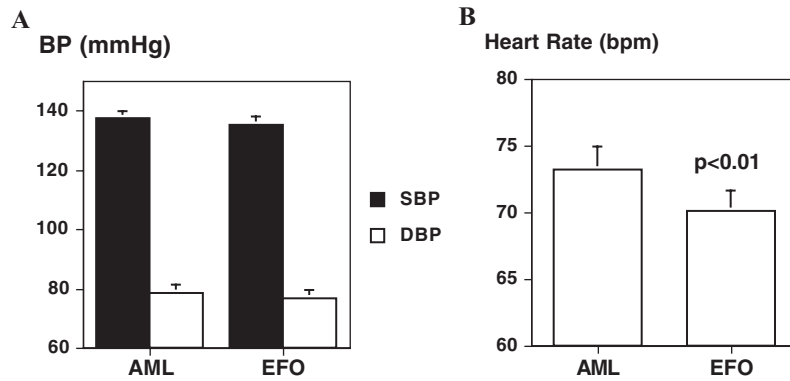 A
BP (mmHg)
140
120
100
80
60
AML
EFO
SBP
DBP
B
Heart Rate (bpm)
80
75
70
65
60
p<0.01
AML
EFO